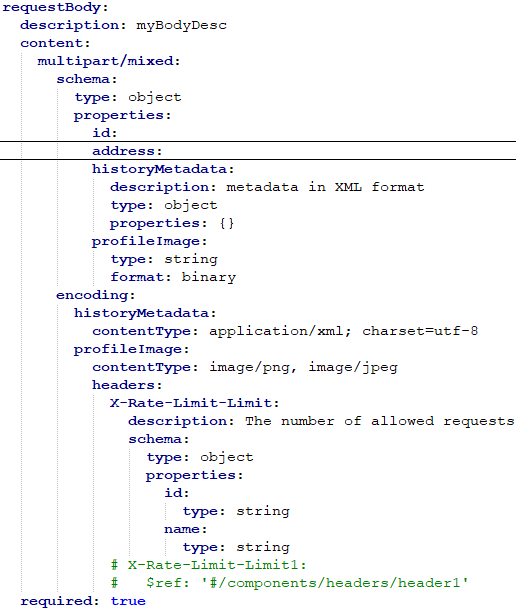 requestBody:
  description: myBodyDesc
  content:
    multipart/mixed:
      schema:
        type: object
        properties:
          id:
          address:
          historyMetadata:
            description: metadata in XML format
            type: object
            properties: {}
          profileImage:
            type: string
            format: binary
      encoding:
        historyMetadata:
          contentType: application/xml; charset=utf-8
        profileImage:
          contentType: image/png, image/jpeg
          headers:
            X-Rate-Limit-Limit:
              description: The number of allowed requests
              schema:
                type: object
                properties:
                  id:
                    type: string
                  name:
                    type: string
            # X-Rate-Limit-Limit1:
            #   $ref: '#/components/headers/header1'
  required: true